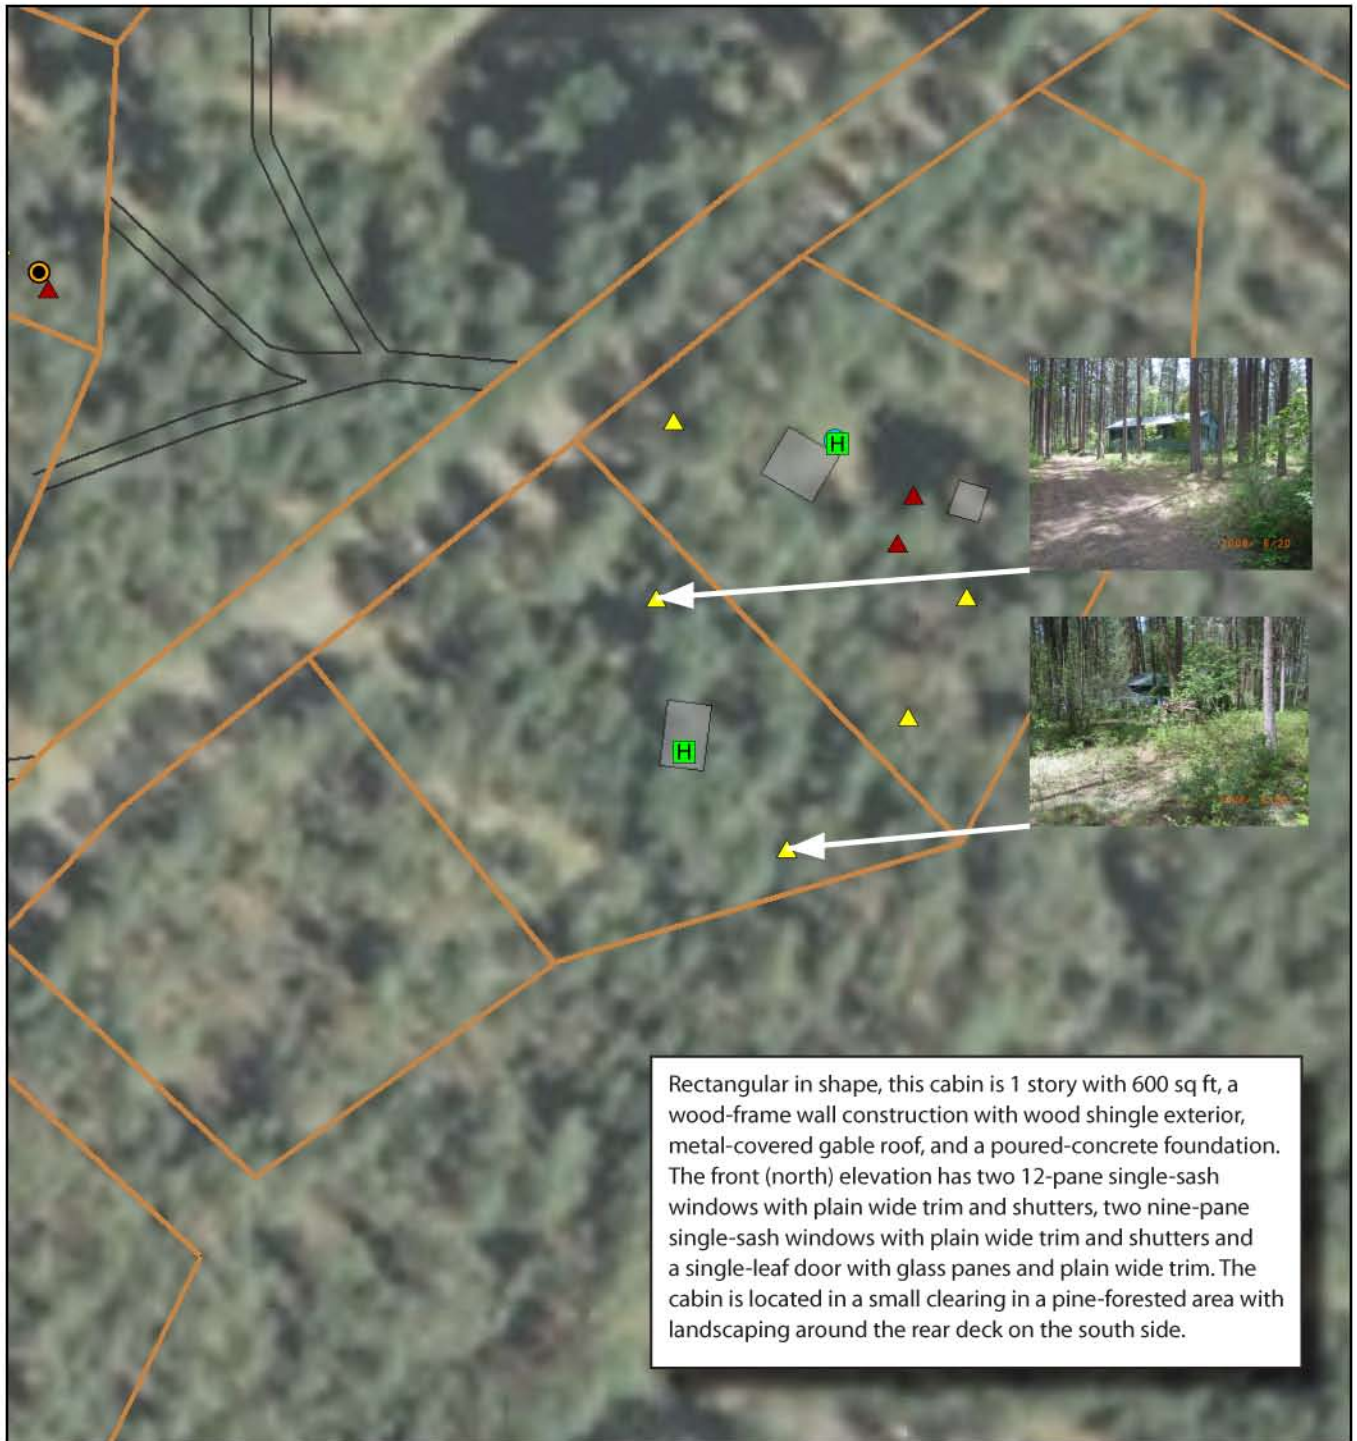 H
2008/ 8/20
H
Rectangular in shape, this cabin is 1 story with 600 sq ft, a
wood-frame wall construction with wood shingle exterior,
metal-covered gable roof, and a poured-concrete foundation.
The front (north) elevation has two 12-pane single-sash
windows with plain wide trim and shutters, two nine-pane
single-sash windows with plain wide trim and shutters and
a single-leaf door with glass panes and plain wide trim. The
cabin is located in a small clearing in a pine-forested area with
landscaping around the rear deck on the south side.